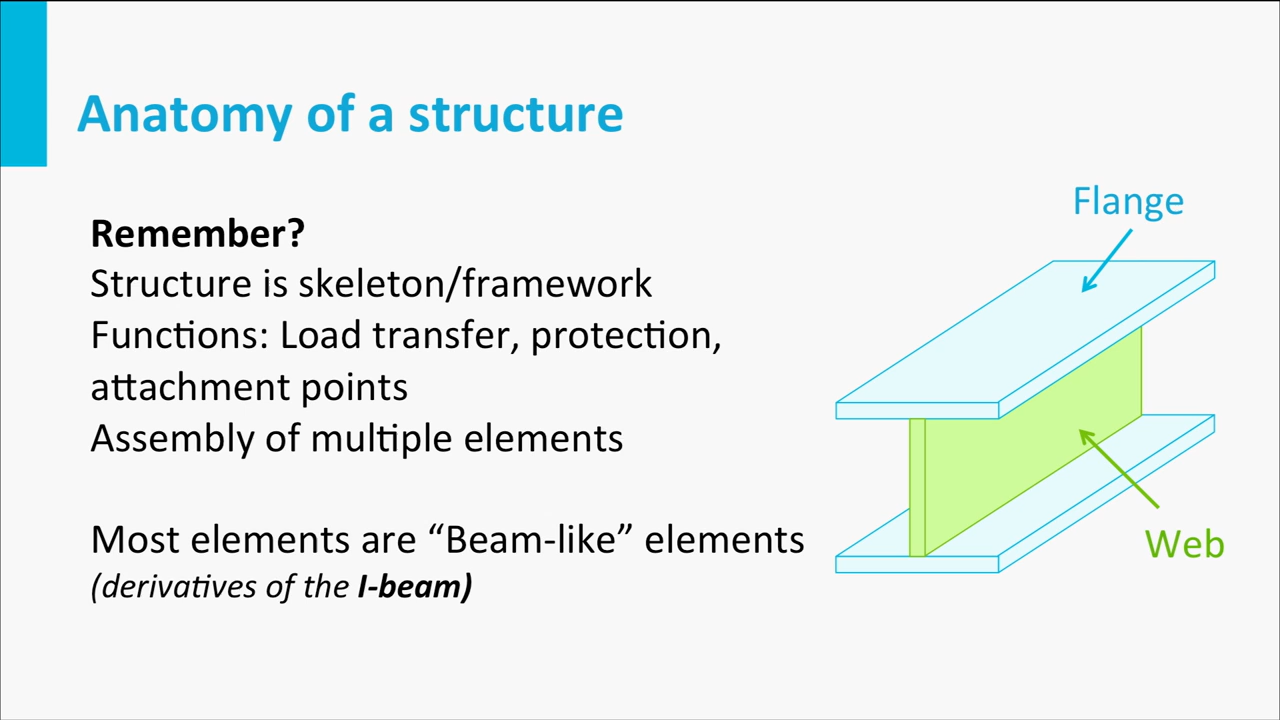 Anatomy of a structure
Flange
Remember?
Structure is skeleton/framework
Functions: Load transfer, protection,
attachment points
Assembly of multiple elements
Most elements are “Beam-like” elements
Web
(derivatives of the I-beam)